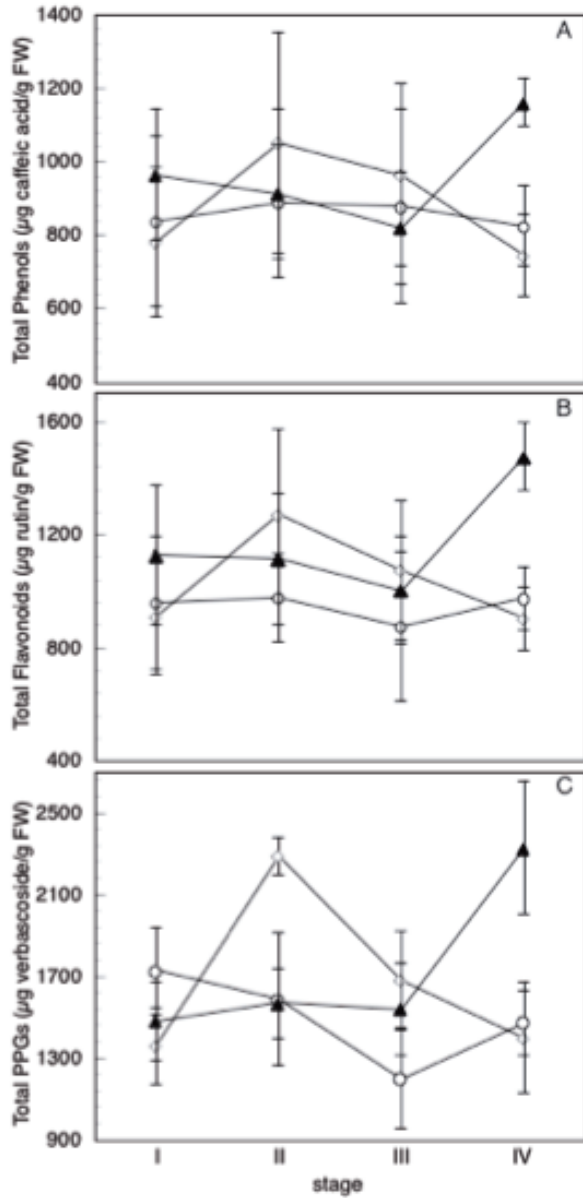 A
Total Phenols (µg caffeic acid/g FW)
1400
1200
1000
800
600
400
B
Total Flavonoids (µg rutin/g FW)
1600
1200
800
400
C
Total PPGs (µg verbascoside/g FW)
2500
2100
1700
1300
900
I II III IV
stage